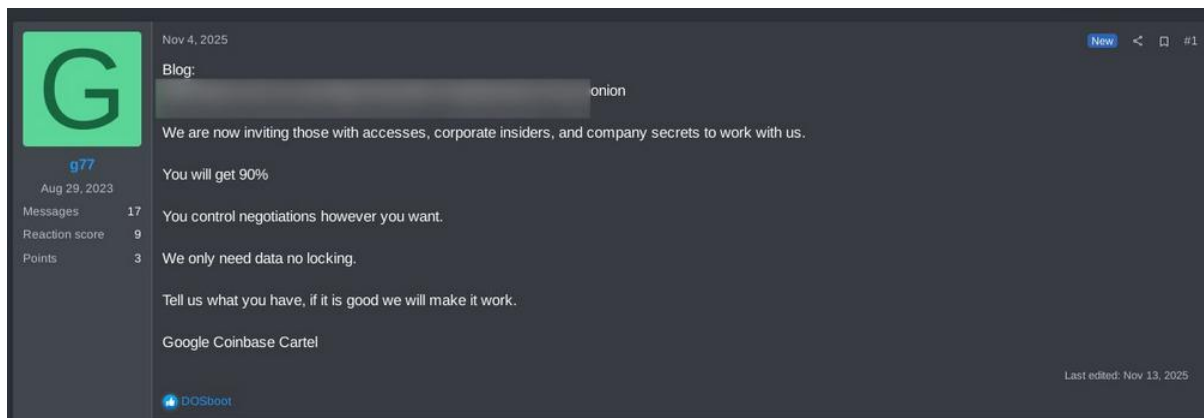 G
g77
Aug 29, 2023
Messages 17
Reaction score 9
Points 3
Nov 4, 2025
New
#1
Blog:
onion
We are now inviting those with accesses, corporate insiders, and company secrets to work with us.
You will get 90%
You control negotiations however you want.
We only need data no locking.
Tell us what you have, if it is good we will make it work.
Google Coinbase Cartel
Last edited: Nov 13, 2025
DOSboot